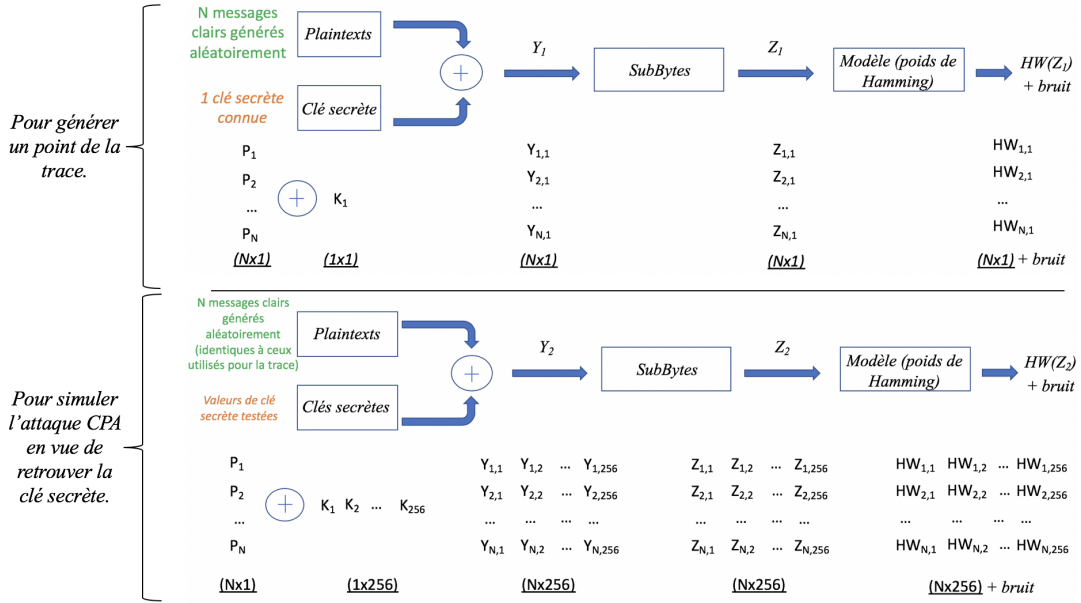 Pour générer
un point de la
trace.
N messages
clairs générés
aléatoirement
Plaintexts
1 clé secrète
connue
Clé secrète
+
Y1
SubBytes
Z1
Modèle (poids de
Hamming)
HW(Z1)
+ bruit
P1
P2
...
PN
(Nx1)
+
K1
(1x1)
Y1,1
Y2,1
...
YN,1
(Nx1)
Z1,1
Z2,1
...
ZN,1
(Nx1)
HW1,1
HW2,1
...
HWN,1
(Nx1) + bruit
Pour simuler
l'attaque CPA
en vue de
retrouver la
clé secrète.
N messages clairs
générés
aléatoirement
(identiques à ceux
utilisés pour la trace)
Plaintexts
Valeurs de clé
secrète testées
Clés secrètes
+
Y2
SubBytes
Z2
Modèle (poids de
Hamming)
HW(Z2)
+ bruit
P1
P2
...
PN
(Nx1)
+
K1 K2 ... K256
(1x256)
Y1,1 Y1,2 ... Y1,256
Y2,1 Y2,2 ... Y2,256
... ... ... ...
YN,1 YN,2 ... YN,256
(Nx256)
Z1,1 Z1,2 ... Z1,256
Z2,1 Z2,2 ... Z2,256
... ... ... ...
ZN,1 ZN,2 ... ZN,256
(Nx256)
HW1,1 HW1,2 ... HW1,256
HW2,1 HW2,2 ... HW2,256
... ... ... ...
HWN,1 HWN,2 ... HWN,256
(Nx256) + bruit